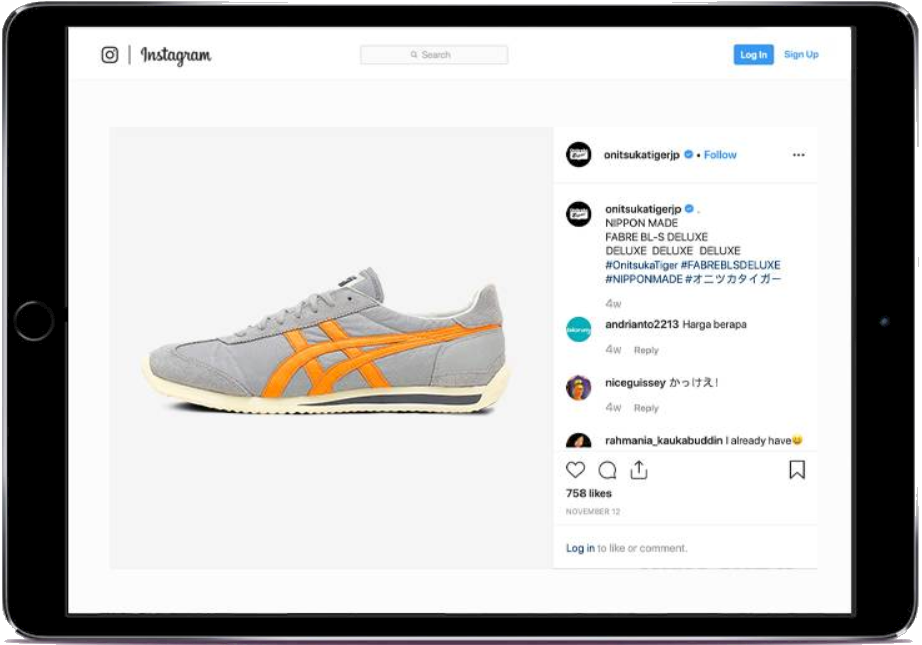 Instagram
Search
Log In
Sign Up
onitsukatigerjp • Follow
onitsukatigerjp .
NIPPON MADE
FABRE BL-S DELUXE
DELUXE DELUXE DELUXE
#OnitsukaTiger #FABREBLSDELUXE
#NIPPONMADE #オニツカタイガー
4w
andrianto2213 Harga berapa
4w Reply
niceguissey かっけえ!
4w Reply
rahmania_kaukabuddin I already have😀
758 likes
NOVEMBER 12
Log in to like or comment.